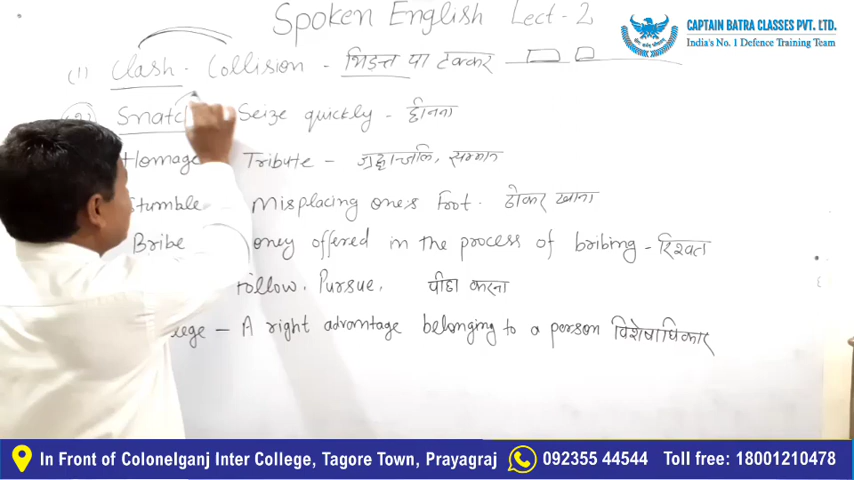 Spoken English Lect - 2
CAPTAIN BATRA CLASSES PVT. LTD.
India's No. 1 Defence Training Team
(1) Clash - Collision - भिड़न्त या टक्कर
(2) Snatc Seize quickly - छीनना
Homage Tribute - श्रद्धान्जलि, सम्मान
Stumble Misplacing one's Foot. ठोकर खाना
Bribe oney offered in the process of bribing - रिश्वत
Follow, Pursue, पीछा करना
ege - A right advantage belonging to a person विशेषाधिकार
In Front of Colonelganj Inter College, Tagore Town, Prayagraj 092355 44544 Toll free: 18001210478